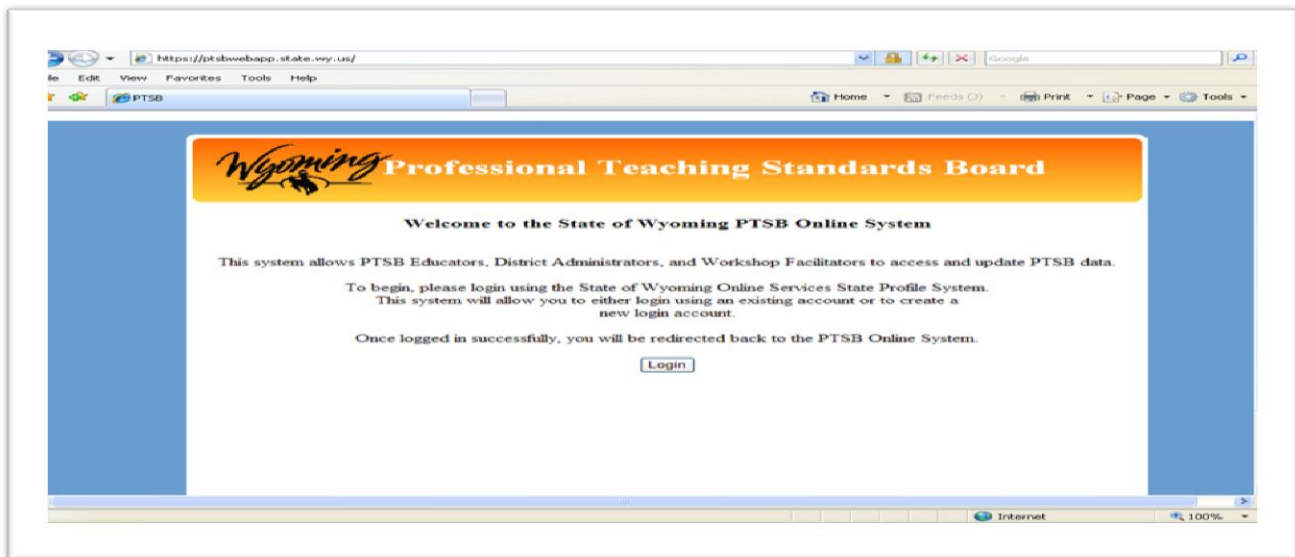 https://ptsbwebapp.state.wy.us/
Google
Edit View Favorites Tools Help
PTSB
Home Feeds (J) Print Page Tools
Wyoming Professional Teaching Standards Board
Welcome to the State of Wyoming PTSB Online System
This system allows PTSB Educators, District Administrators, and Workshop Facilitators to access and update PTSB data.
To begin, please login using the State of Wyoming Online Services State Profile System.
This system will allow you to either login using an existing account or to create a
new login account.
Once logged in successfully, you will be redirected back to the PTSB Online System.
Login
Internet 100%